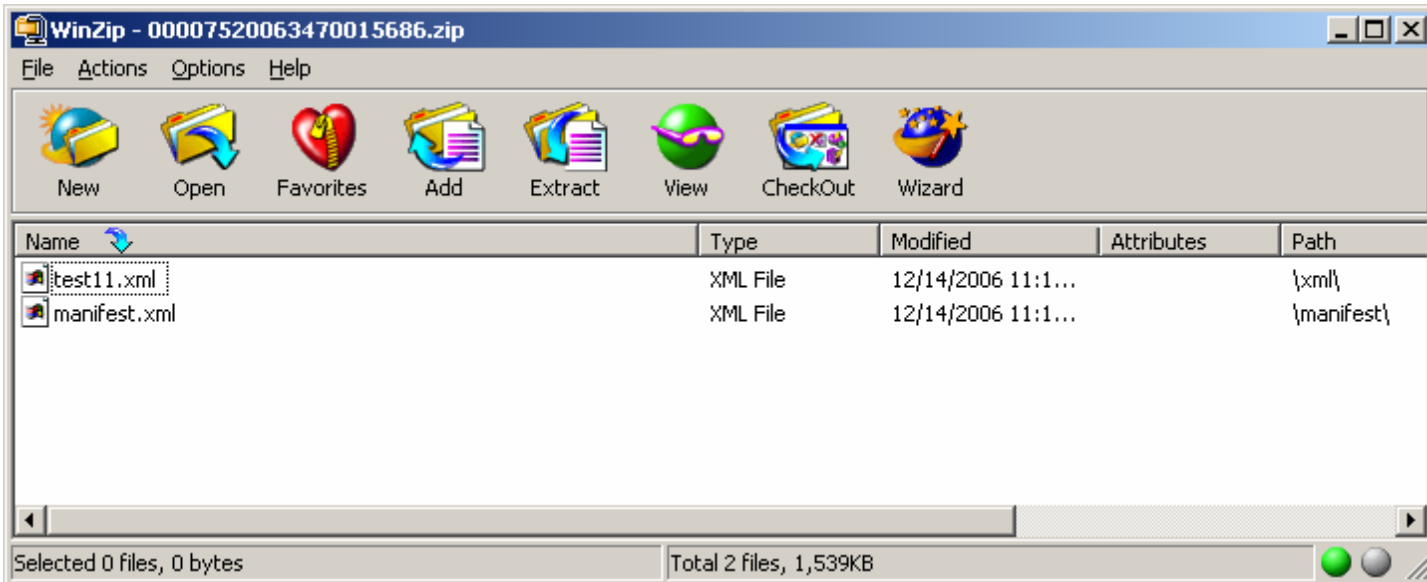 WinZip - 00007520063470015686.zip
File Actions Options Help
New Open Favorites Add Extract View CheckOut Wizard
Name Type Modified Attributes Path
test11.xml XML File 12/14/2006 11:1... \xml\
manifest.xml XML File 12/14/2006 11:1... \manifest\
Selected 0 files, 0 bytes Total 2 files, 1,539KB